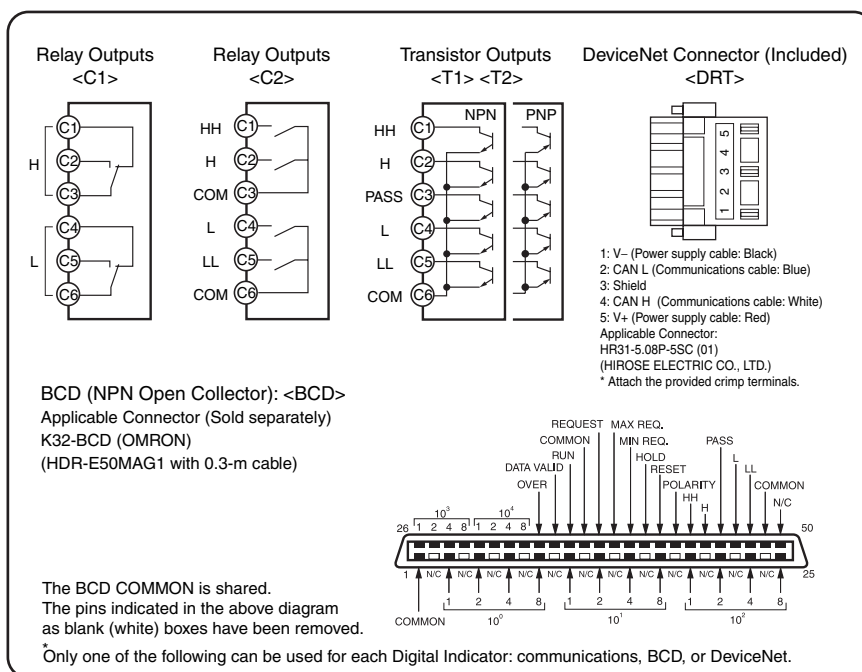 Relay Outputs
<C1>
C1
C2
C3
C4
C5
C6
H
L
Relay Outputs
<C2>
HH
H
COM
L
LL
COM
C1
C2
C3
C4
C5
C6
Transistor Outputs
<T1> <T2>
NPN
PNP
HH
H
PASS
L
LL
COM
C1
C2
C3
C4
C5
C6
DeviceNet Connector (Included)
<DRT>
1 2 3 4 5
1: V– (Power supply cable: Black)
2: CAN L (Communications cable: Blue)
3: Shield
4: CAN H (Communications cable: White)
5: V+ (Power supply cable: Red)
Applicable Connector:
HR31-5.08P-5SC (01)
(HIROSE ELECTRIC CO., LTD.)
* Attach the provided crimp terminals.
BCD (NPN Open Collector): <BCD>
Applicable Connector (Sold separately)
K32-BCD (OMRON)
(HDR-E50MAG1 with 0.3-m cable)
REQUEST MAX REQ.
COMMON MIN REQ. PASS
RUN HOLD L
DATA VALID RESET LL
OVER POLARITY COMMON
HH N/C
H
10³ 10⁴
26 1 2 4 8 1 2 4 8 50
1 N/C N/C N/C N/C N/C N/C N/C N/C N/C N/C N/C N/C 25
COMMON 1 2 4 8 1 2 4 8 1 2 4 8
10⁰ 10¹ 10²
The BCD COMMON is shared.
The pins indicated in the above diagram
as blank (white) boxes have been removed.
*Only one of the following can be used for each Digital Indicator: communications, BCD, or DeviceNet.